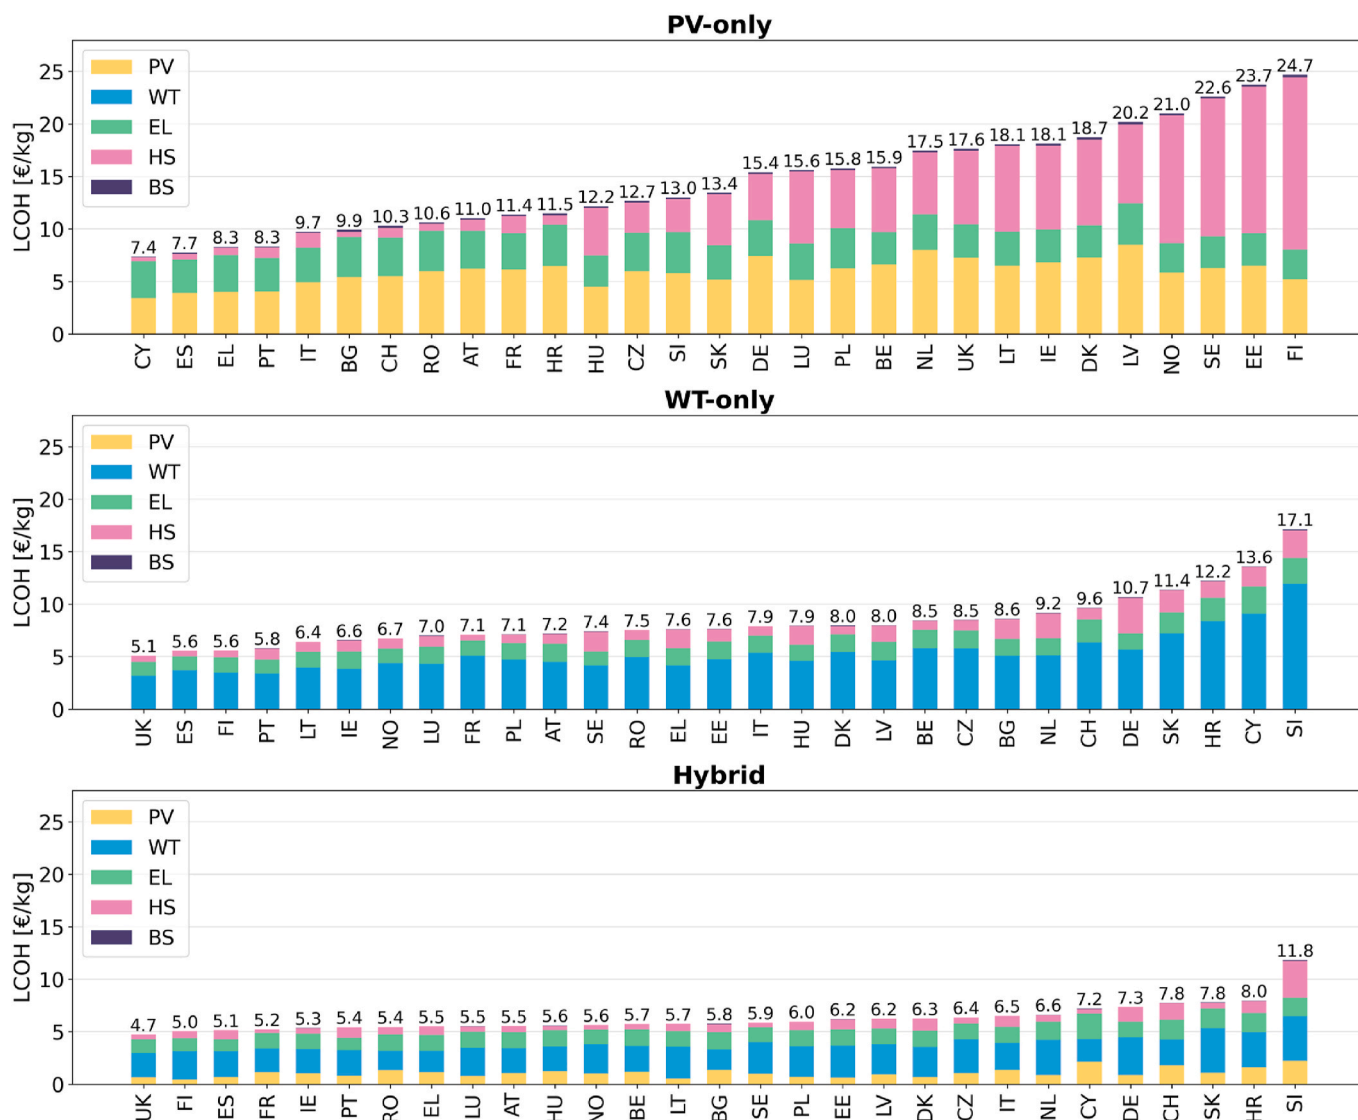 PV-only
LCOH [€/kg]
25
20
15
10
5
0
PV
WT
EL
HS
BS
7.4 7.7 8.3 8.3 9.7 9.9 10.3 10.6 11.0 11.4 11.5 12.2 12.7 13.0 13.4 15.4 15.6 15.8 15.9 17.5 17.6 18.1 18.1 18.7 20.2 21.0 22.6 23.7 24.7
CY ES EL PT IT BG CH RO AT FR HR HU CZ SI SK DE LU PL BE NL UK LT IE DK LV NO SE EE FI
WT-only
LCOH [€/kg]
25
20
15
10
5
0
PV
WT
EL
HS
BS
5.1 5.6 5.6 5.8 6.4 6.6 6.7 7.0 7.1 7.1 7.2 7.4 7.5 7.6 7.6 7.9 7.9 8.0 8.0 8.5 8.5 8.6 9.2 9.6 10.7 11.4 12.2 13.6 17.1
UK ES FI PT LT IE NO LU FR PL AT SE RO EL EE IT HU DK LV BE CZ BG NL CH DE SK HR CY SI
Hybrid
LCOH [€/kg]
25
20
15
10
5
0
PV
WT
EL
HS
BS
4.7 5.0 5.1 5.2 5.3 5.4 5.4 5.5 5.5 5.5 5.6 5.6 5.7 5.7 5.8 5.9 6.0 6.2 6.2 6.3 6.4 6.5 6.6 7.2 7.3 7.8 7.8 8.0 11.8
UK FI ES FR IE PT RO EL LU AT HU NO BE LT BG SE PL EE LV DK CZ IT NL CY DE CH SK HR SI